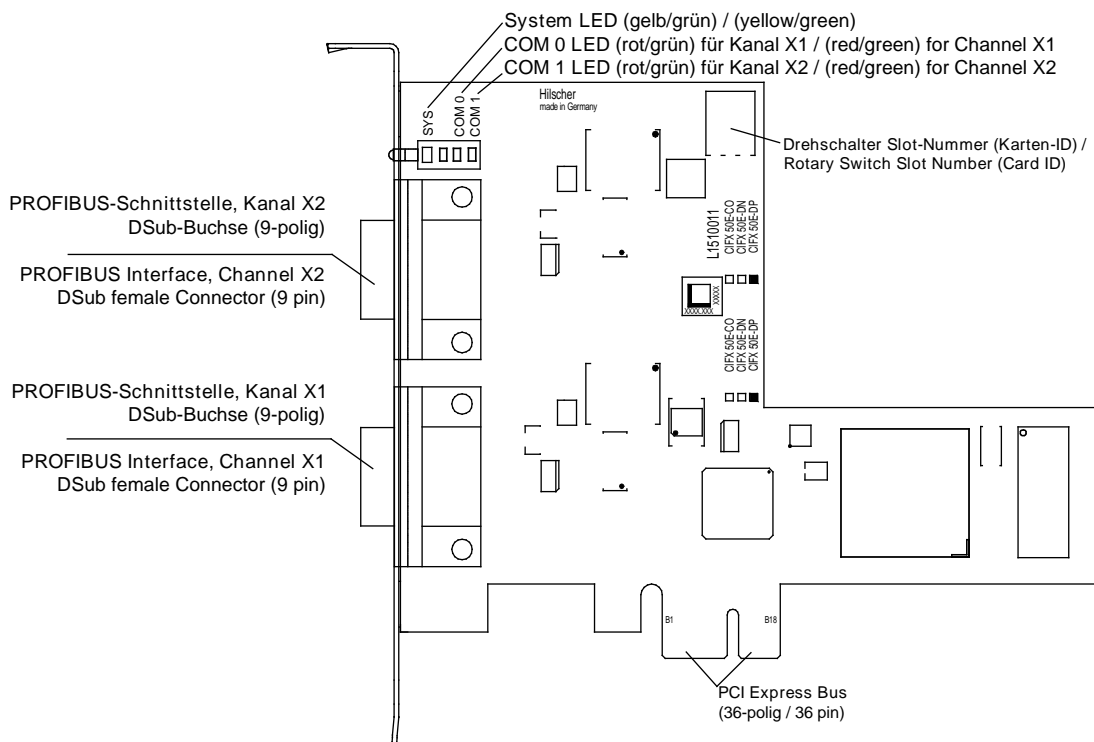 System LED (gelb/grün) / (yellow/green)
COM 0 LED (rot/grün) für Kanal X1 / (red/green) for Channel X1
COM 1 LED (rot/grün) für Kanal X2 / (red/green) for Channel X2
SYS
COM 0
COM 1
Hilscher
made in Germany
Drehschalter Slot-Nummer (Karten-ID) /
Rotary Switch Slot Number (Card ID)
PROFIBUS-Schnittstelle, Kanal X2
DSub-Buchse (9-polig)
PROFIBUS Interface, Channel X2
DSub female Connector (9 pin)
L1510011
CIFX 50E-CO
CIFX 50E-DN
CIFX 50E-DP
XXXXX
XXXX.XXX
CIFX 50E-CO
CIFX 50E-DN
CIFX 50E-DP
PROFIBUS-Schnittstelle, Kanal X1
DSub-Buchse (9-polig)
PROFIBUS Interface, Channel X1
DSub female Connector (9 pin)
B1
B18
PCI Express Bus
(36-polig / 36 pin)